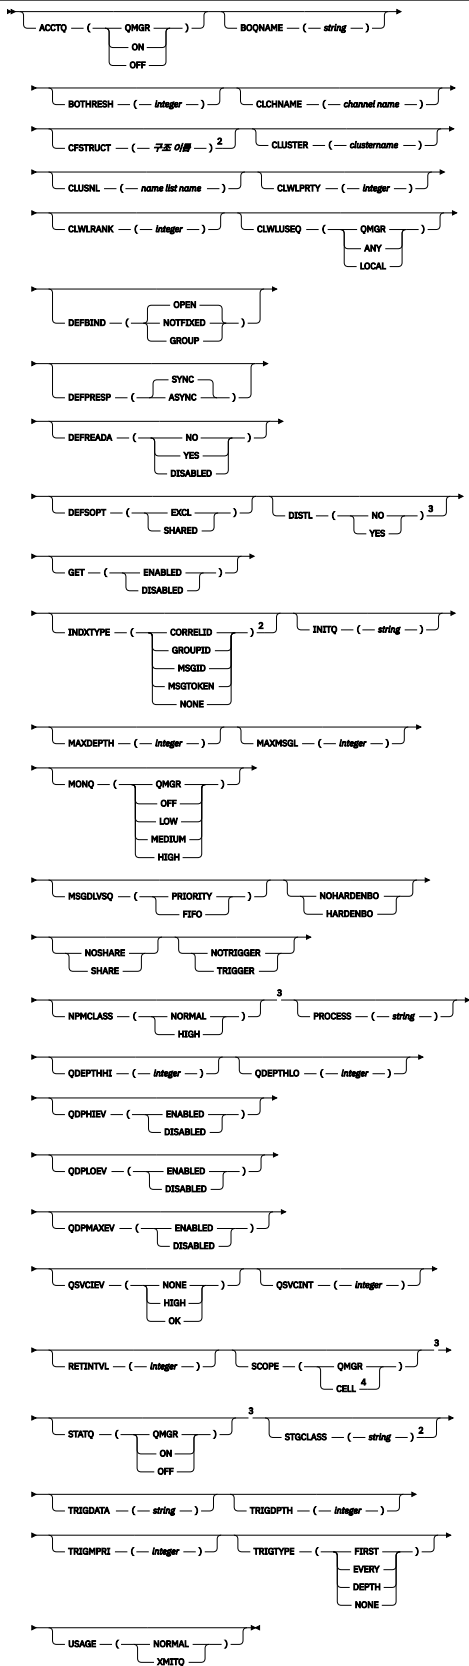 ACCTQ ( QMGR ) BOQNAME ( string )
ON
OFF
BOTHRESH ( integer ) CLCHNAME ( channel name )
CFSTRUCT ( 구조 이름 ) 2 CLUSTER ( clustername )
CLUSNL ( name list name ) CLWLPRTY ( integer )
CLWLRANK ( integer ) CLWLUSEQ ( QMGR )
ANY
LOCAL
OPEN
DEFBIND ( NOTFIXED )
GROUP
SYNC
DEFPRESP ( ASYNC )
DEFREADA ( NO )
YES
DISABLED
DEFSOPT ( EXCL ) DISTL ( NO ) 3
SHARED YES
GET ( ENABLED )
DISABLED
INDXTYPE ( CORRELID ) 2 INITQ ( string )
GROUPID
MSGID
MSGTOKEN
NONE
MAXDEPTH ( integer ) MAXMSGL ( integer )
MONQ ( QMGR )
OFF
LOW
MEDIUM
HIGH
MSGDLVSQ ( PRIORITY ) NOHARDENBO
FIFO HARDENBO
NOSHARE NOTRIGGER
SHARE TRIGGER
NPMCLASS ( NORMAL ) 3 PROCESS ( string )
HIGH
QDEPTHHI ( integer ) QDEPTHLO ( integer )
QDPHIEV ( ENABLED )
DISABLED
QDPLOEV ( ENABLED )
DISABLED
QDPMAXEV ( ENABLED )
DISABLED
QSVCIEV ( NONE ) QSVCINT ( integer )
HIGH
OK
RETINTVL ( integer ) SCOPE ( QMGR ) 3
CELL 4
STATQ ( QMGR ) 3 STGCLASS ( string ) 2
ON
OFF
TRIGDATA ( string ) TRIGDPTH ( integer )
TRIGMPRI ( integer ) TRIGTYPE ( FIRST )
EVERY
DEPTH
NONE
USAGE ( NORMAL )
XMITQ